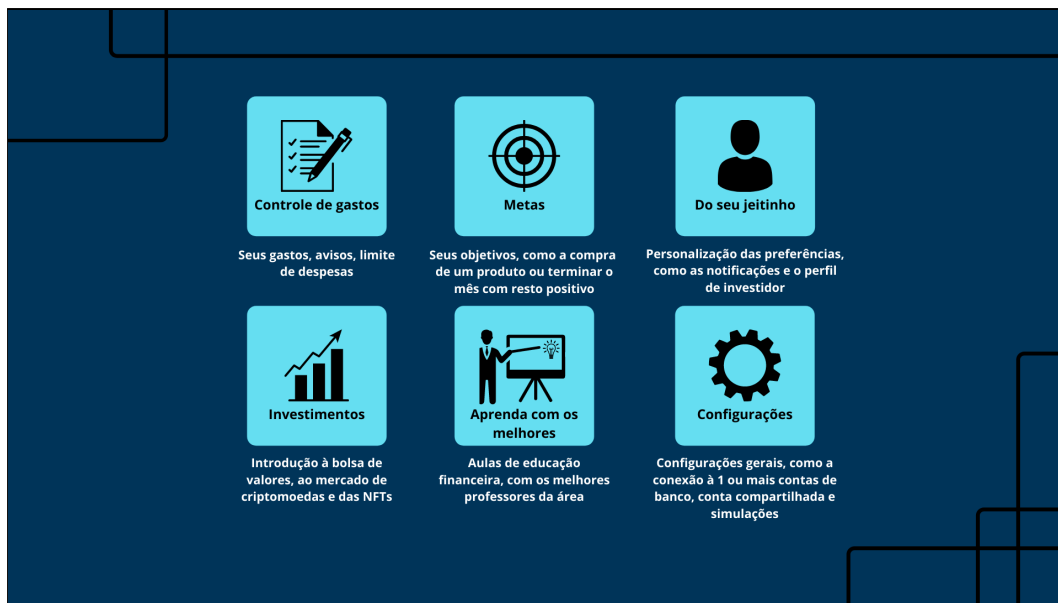 Controle de gastos
Seus gastos, avisos, limite
de despesas
Metas
Seus objetivos, como a compra
de um produto ou terminar o
mês com resto positivo
Do seu jeitinho
Personalização das preferências,
como as notificações e o perfil
de investidor
Investimentos
Introdução à bolsa de
valores, ao mercado de
criptomoedas e das NFTs
Aprenda com os
melhores
Aulas de educação
financeira, com os melhores
professores da área
Configurações
Configurações gerais, como a
conexão à 1 ou mais contas de
banco, conta compartilhada e
simulações